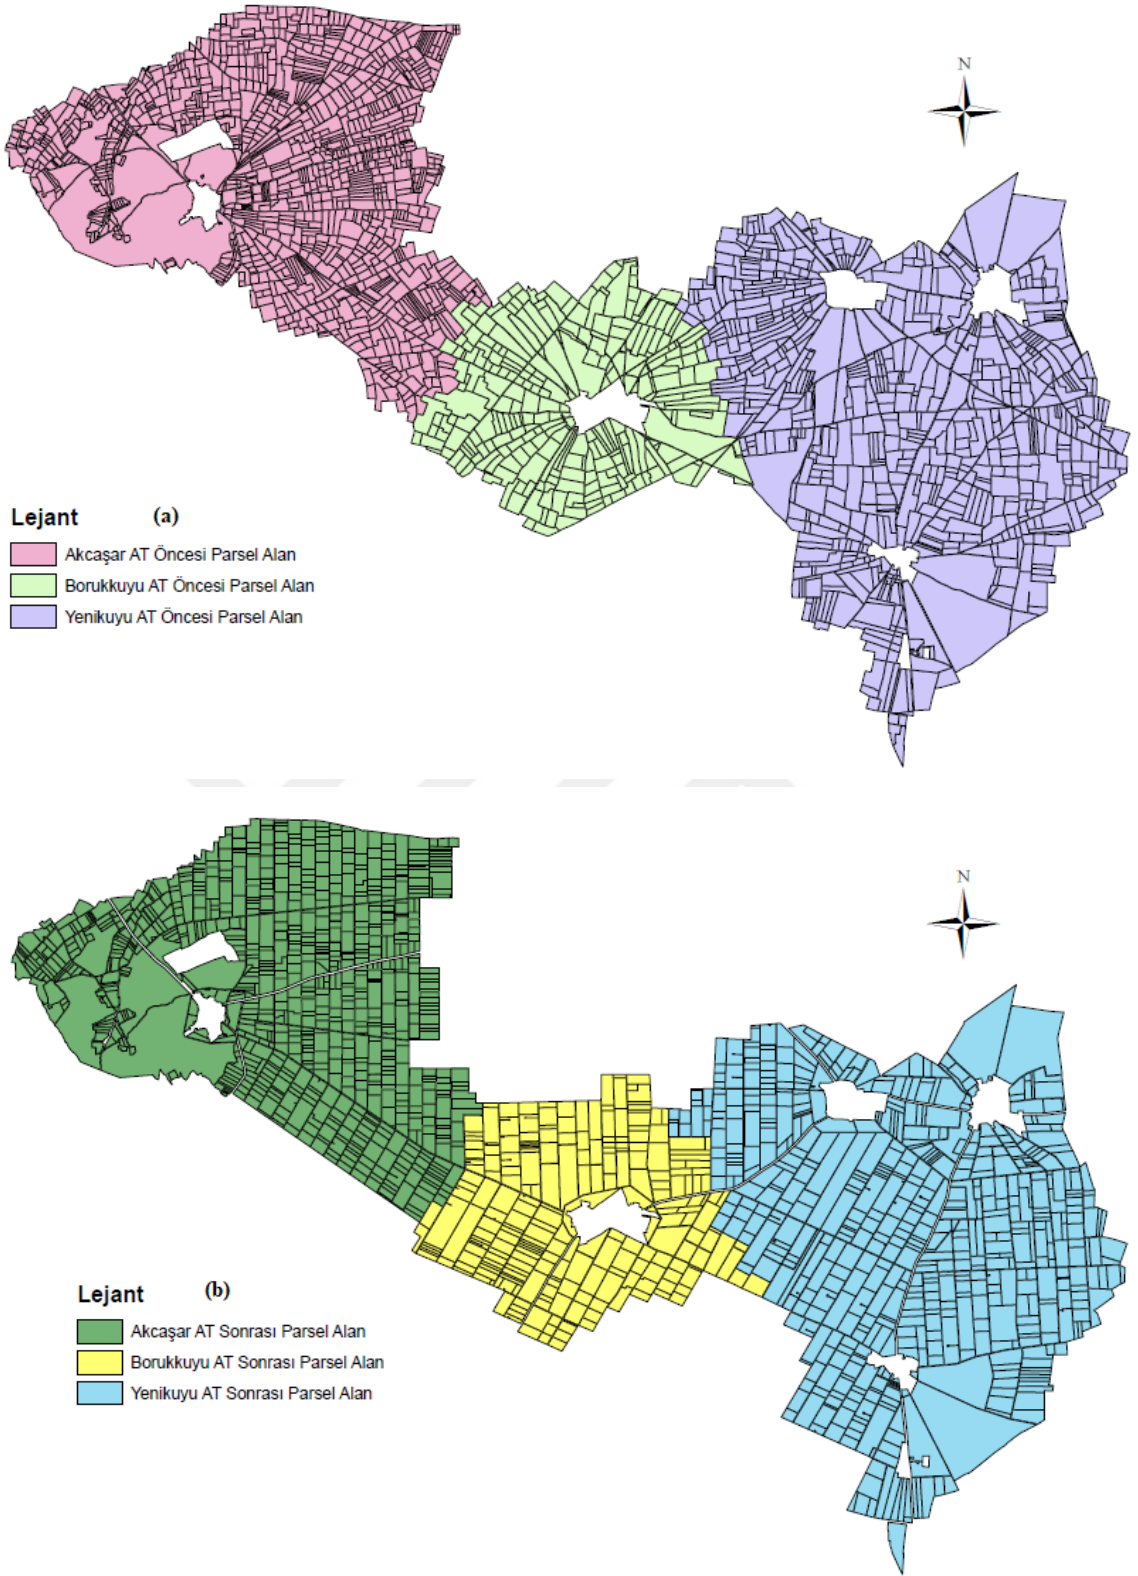 N
Lejant (a)
Akcaşar AT Öncesi Parsel Alan
Borukkuyu AT Öncesi Parsel Alan
Yenikuyu AT Öncesi Parsel Alan
N
Lejant (b)
Akcaşar AT Sonrası Parsel Alan
Borukkuyu AT Sonrası Parsel Alan
Yenikuyu AT Sonrası Parsel Alan